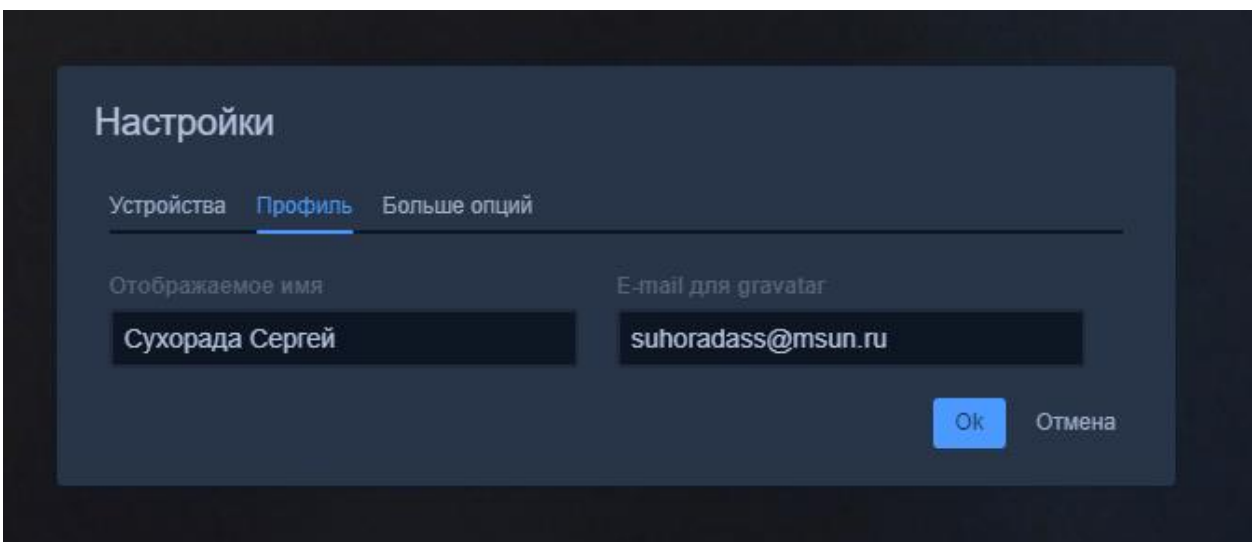 Настройки
Устройства Профиль Больше опций
Отображаемое имя E-mail для gravatar
Сухорада Сергей suhoradass@msun.ru
Ok Отмена